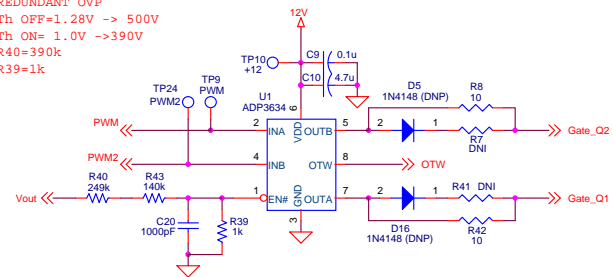 REDUNDANT OVP
Th OFF=1.28V -> 500V
Th ON= 1.0V ->390V
R40=390k
R39=1k
12V
TP10
+12
C9
0.1u
C10
4.7u
TP24
PWM2
TP9
PWM
U1
ADP3634
D5
1N4148 (DNP)
R8
10
PWM
2
INA
6
VDD
OUTB
5
2
1
R7
DNI
Gate_Q2
PWM2
4
INB
OTW
8
OTW
Vout
R40
249k
R43
140k
1
EN#
GND
3
OUTA
7
2
1
R41 DNI
Gate_Q1
C20
1000pF
R39
1k
D16
1N4148 (DNP)
R42
10